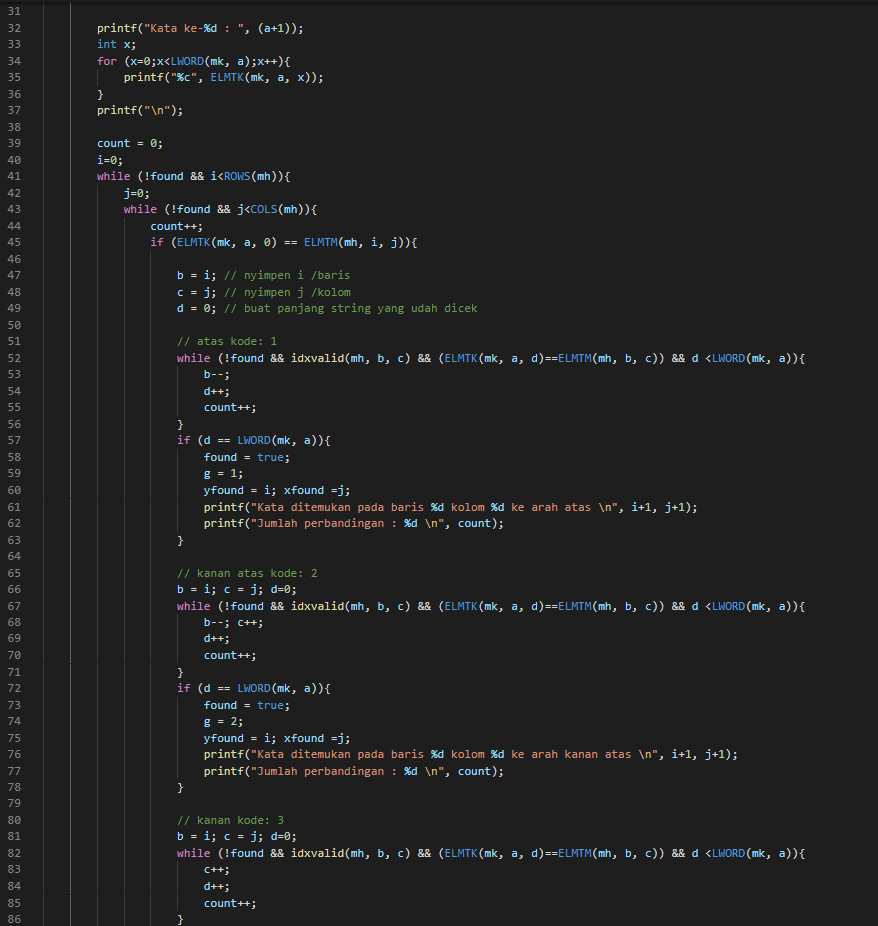 31
32 printf("Kata ke-%d : ", (a+1));
33 int x;
34 for (x=0;x<LWORD(mk, a);x++){
35 printf("%c", ELMTK(mk, a, x));
36 }
37 printf("\n");
38
39 count = 0;
40 i=0;
41 while (!found && i<ROWS(mh)){
42 j=0;
43 while (!found && j<COLS(mh)){
44 count++;
45 if (ELMTK(mk, a, 0) == ELMTM(mh, i, j)){
46
47 b = i; // nyimpen i /baris
48 c = j; // nyimpen j /kolom
49 d = 0; // buat panjang string yang udah dicek
50
51 // atas kode: 1
52 while (!found && idxvalid(mh, b, c) && (ELMTK(mk, a, d)==ELMTM(mh, b, c)) && d <LWORD(mk, a)){
53 b--;
54 d++;
55 count++;
56 }
57 if (d == LWORD(mk, a)){
58 found = true;
59 g = 1;
60 yfound = i; xfound =j;
61 printf("Kata ditemukan pada baris %d kolom %d ke arah atas \n", i+1, j+1);
62 printf("Jumlah perbandingan : %d \n", count);
63 }
64
65 // kanan atas kode: 2
66 b = i; c = j; d=0;
67 while (!found && idxvalid(mh, b, c) && (ELMTK(mk, a, d)==ELMTM(mh, b, c)) && d <LWORD(mk, a)){
68 b--; c++;
69 d++;
70 count++;
71 }
72 if (d == LWORD(mk, a)){
73 found = true;
74 g = 2;
75 yfound = i; xfound =j;
76 printf("Kata ditemukan pada baris %d kolom %d ke arah kanan atas \n", i+1, j+1);
77 printf("Jumlah perbandingan : %d \n", count);
78 }
79
80 // kanan kode: 3
81 b = i; c = j; d=0;
82 while (!found && idxvalid(mh, b, c) && (ELMTK(mk, a, d)==ELMTM(mh, b, c)) && d <LWORD(mk, a)){
83 c++;
84 d++;
85 count++;
86 }